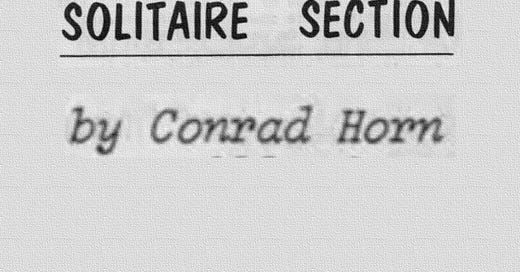 SOLITAIRE SECTION
by Conrad Horn